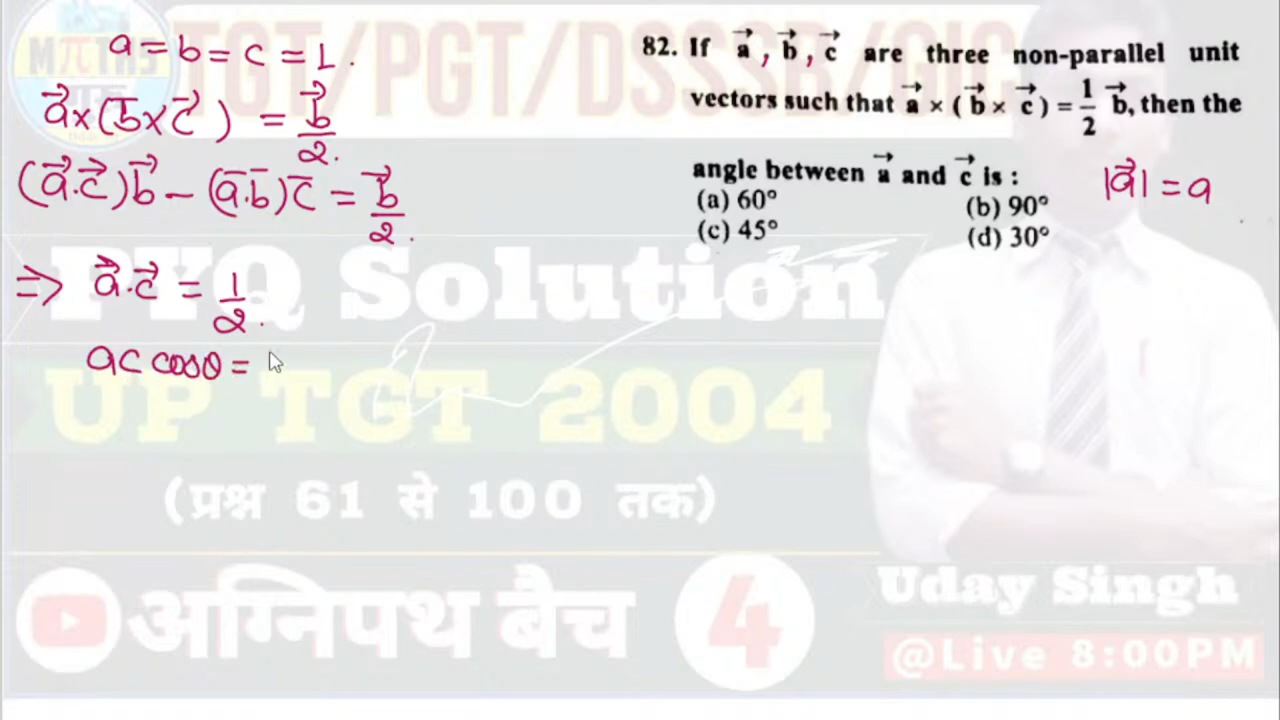 MπTHS
TGT/PGT/DSSSB/GIC
a = b = c = 1.
a⃗×(b̅×c⃗) = b⃗/2.
(a⃗.c⃗)b⃗ − (a̅.b̅)c̅ = b⃗/2.
⇒ a⃗.c⃗ = 1/2.
ac cosθ =
82. If a⃗, b⃗, c⃗ are three non-parallel unit
vectors such that a⃗ × (b⃗ × c⃗) = 1/2 b⃗, then the
angle between a⃗ and c⃗ is :
(a) 60° (b) 90°
(c) 45° (d) 30°
|a⃗| = a
PYQ Solution
UP TGT 2004
(प्रश्न 61 से 100 तक)
अग्निपथ बैच 4
Uday Singh
@Live 8:00PM